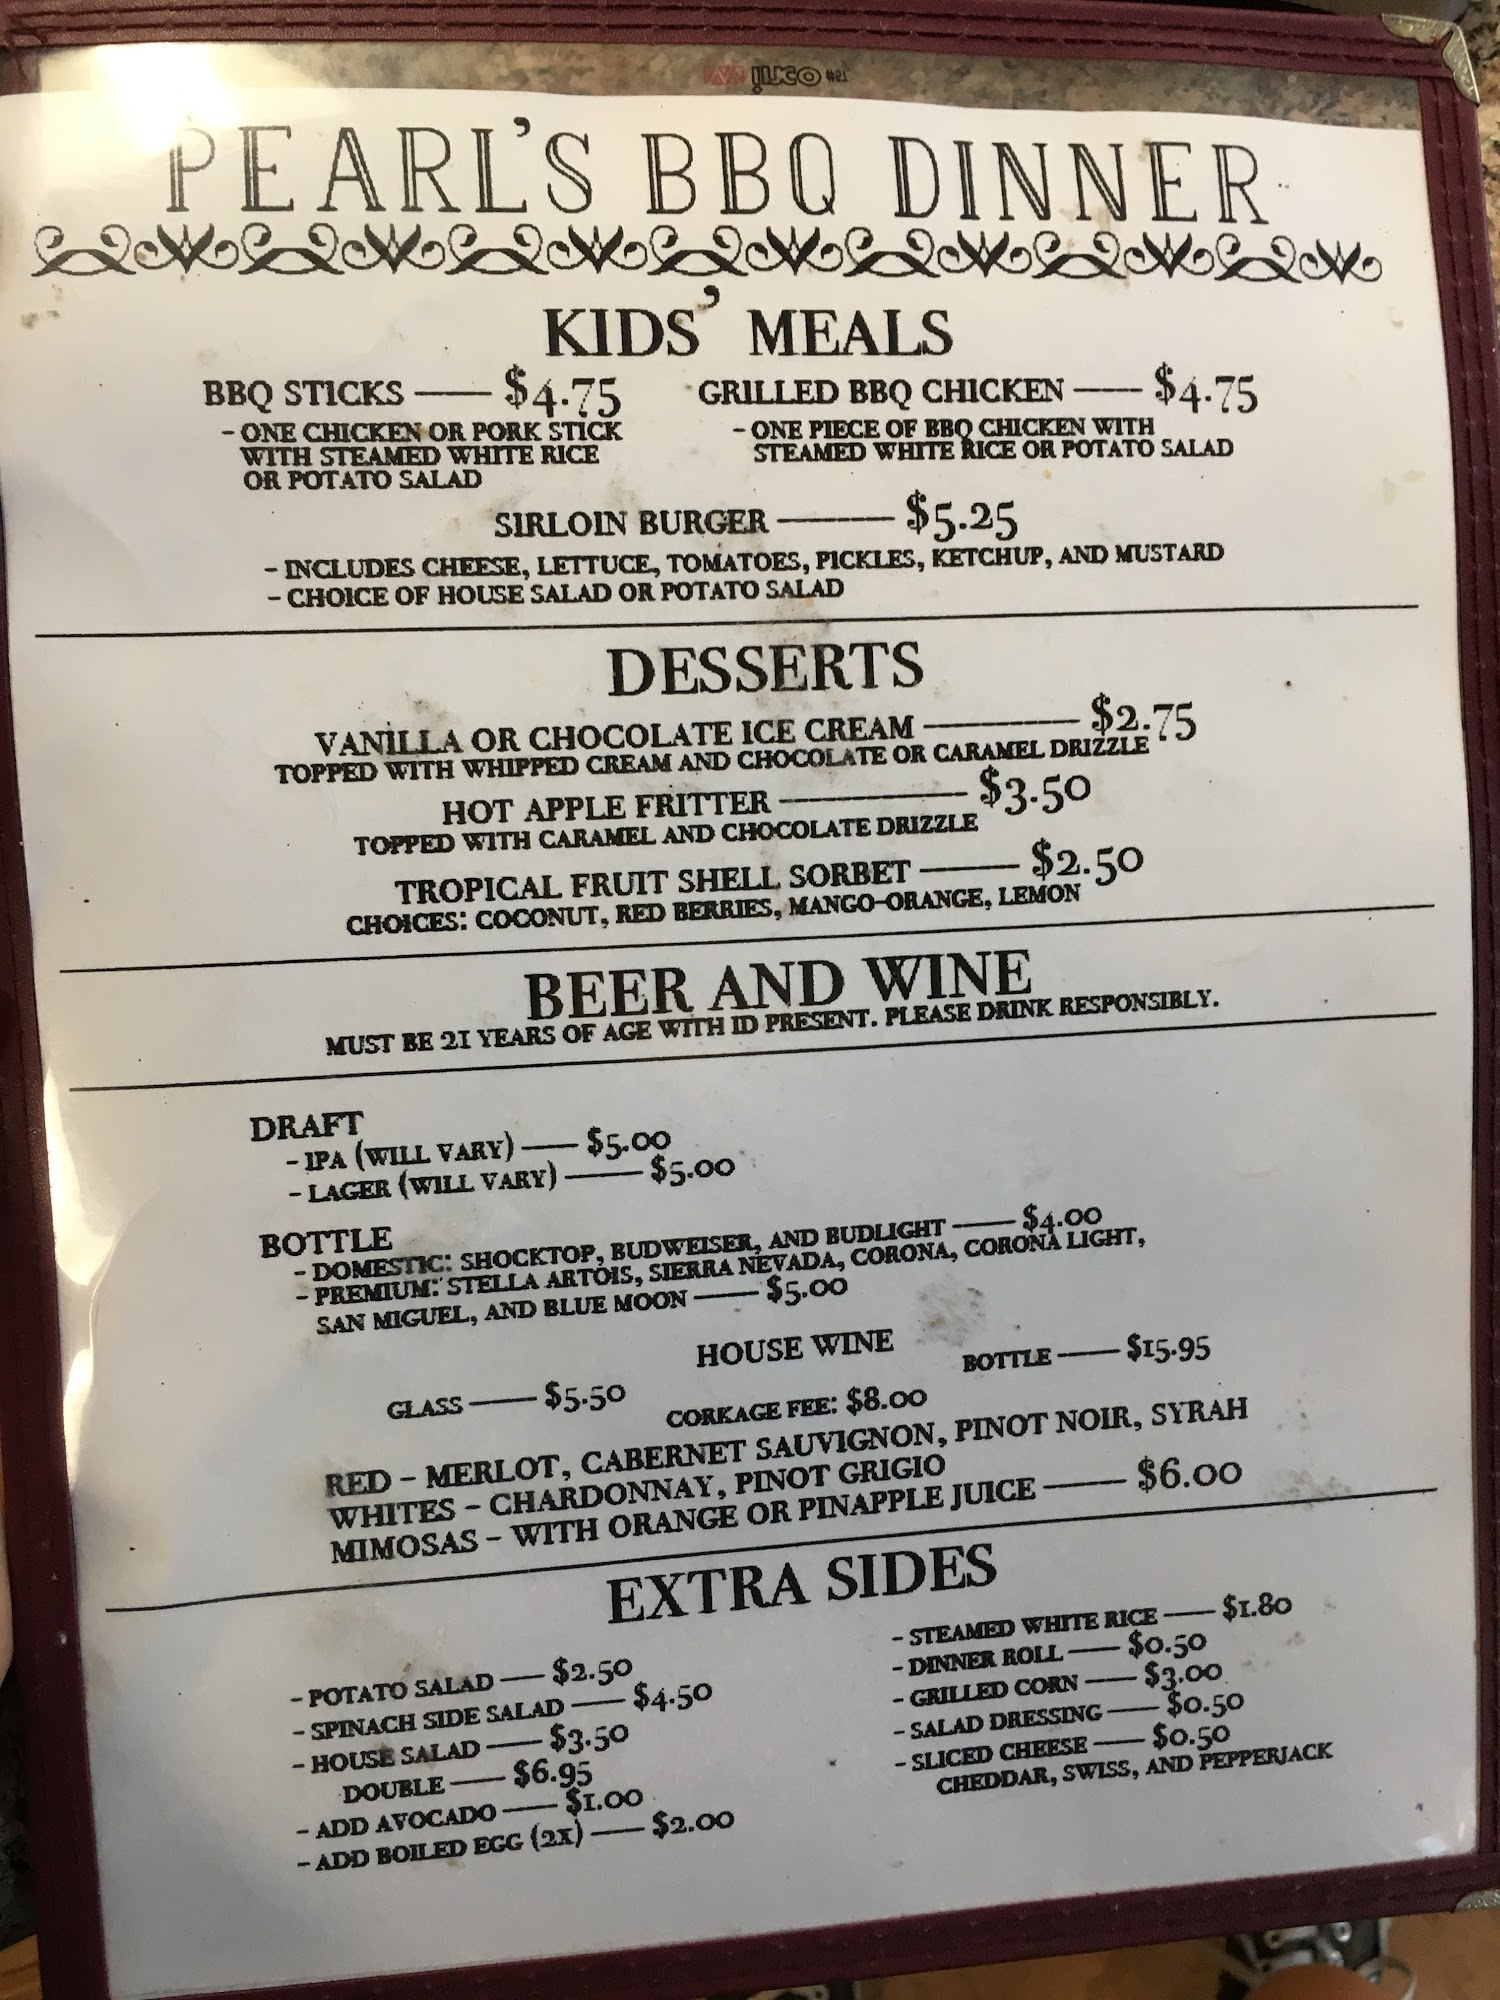 PEARL'S BBQ DINNER
KIDS' MEALS
BBQ STICKS — $4.75
- ONE CHICKEN OR PORK STICK
WITH STEAMED WHITE RICE
OR POTATO SALAD
GRILLED BBQ CHICKEN — $4.75
- ONE PIECE OF BBQ CHICKEN WITH
STEAMED WHITE RICE OR POTATO SALAD
SIRLOIN BURGER — $5.25
- INCLUDES CHEESE, LETTUCE, TOMATOES, PICKLES, KETCHUP, AND MUSTARD
- CHOICE OF HOUSE SALAD OR POTATO SALAD
DESSERTS
VANILLA OR CHOCOLATE ICE CREAM — $2.75
TOPPED WITH WHIPPED CREAM AND CHOCOLATE OR CARAMEL DRIZZLE
HOT APPLE FRITTER — $3.50
TOPPED WITH CARAMEL AND CHOCOLATE DRIZZLE
TROPICAL FRUIT SHELL SORBET — $2.50
CHOICES: COCONUT, RED BERRIES, MANGO-ORANGE, LEMON
BEER AND WINE
MUST BE 21 YEARS OF AGE WITH ID PRESENT. PLEASE DRINK RESPONSIBLY.
DRAFT
- IPA (WILL VARY) — $5.00
- LAGER (WILL VARY) — $5.00
BOTTLE
- DOMESTIC: SHOCKTOP, BUDWEISER, AND BUDLIGHT — $4.00
- PREMIUM: STELLA ARTOIS, SIERRA NEVADA, CORONA, CORONA LIGHT,
SAN MIGUEL, AND BLUE MOON — $5.00
HOUSE WINE
GLASS — $5.50
BOTTLE — $15.95
CORKAGE FEE: $8.00
RED - MERLOT, CABERNET SAUVIGNON, PINOT NOIR, SYRAH
WHITES - CHARDONNAY, PINOT GRIGIO
MIMOSAS - WITH ORANGE OR PINAPPLE JUICE — $6.00
EXTRA SIDES
- POTATO SALAD — $2.50
- SPINACH SIDE SALAD — $4.50
- HOUSE SALAD — $3.50
DOUBLE — $6.95
- ADD AVOCADO — $1.00
- ADD BOILED EGG (2X) — $2.00
- STEAMED WHITE RICE — $1.80
- DINNER ROLL — $0.50
- GRILLED CORN — $3.00
- SALAD DRESSING — $0.50
- SLICED CHEESE — $0.50
CHEDDAR, SWISS, AND PEPPERJACK